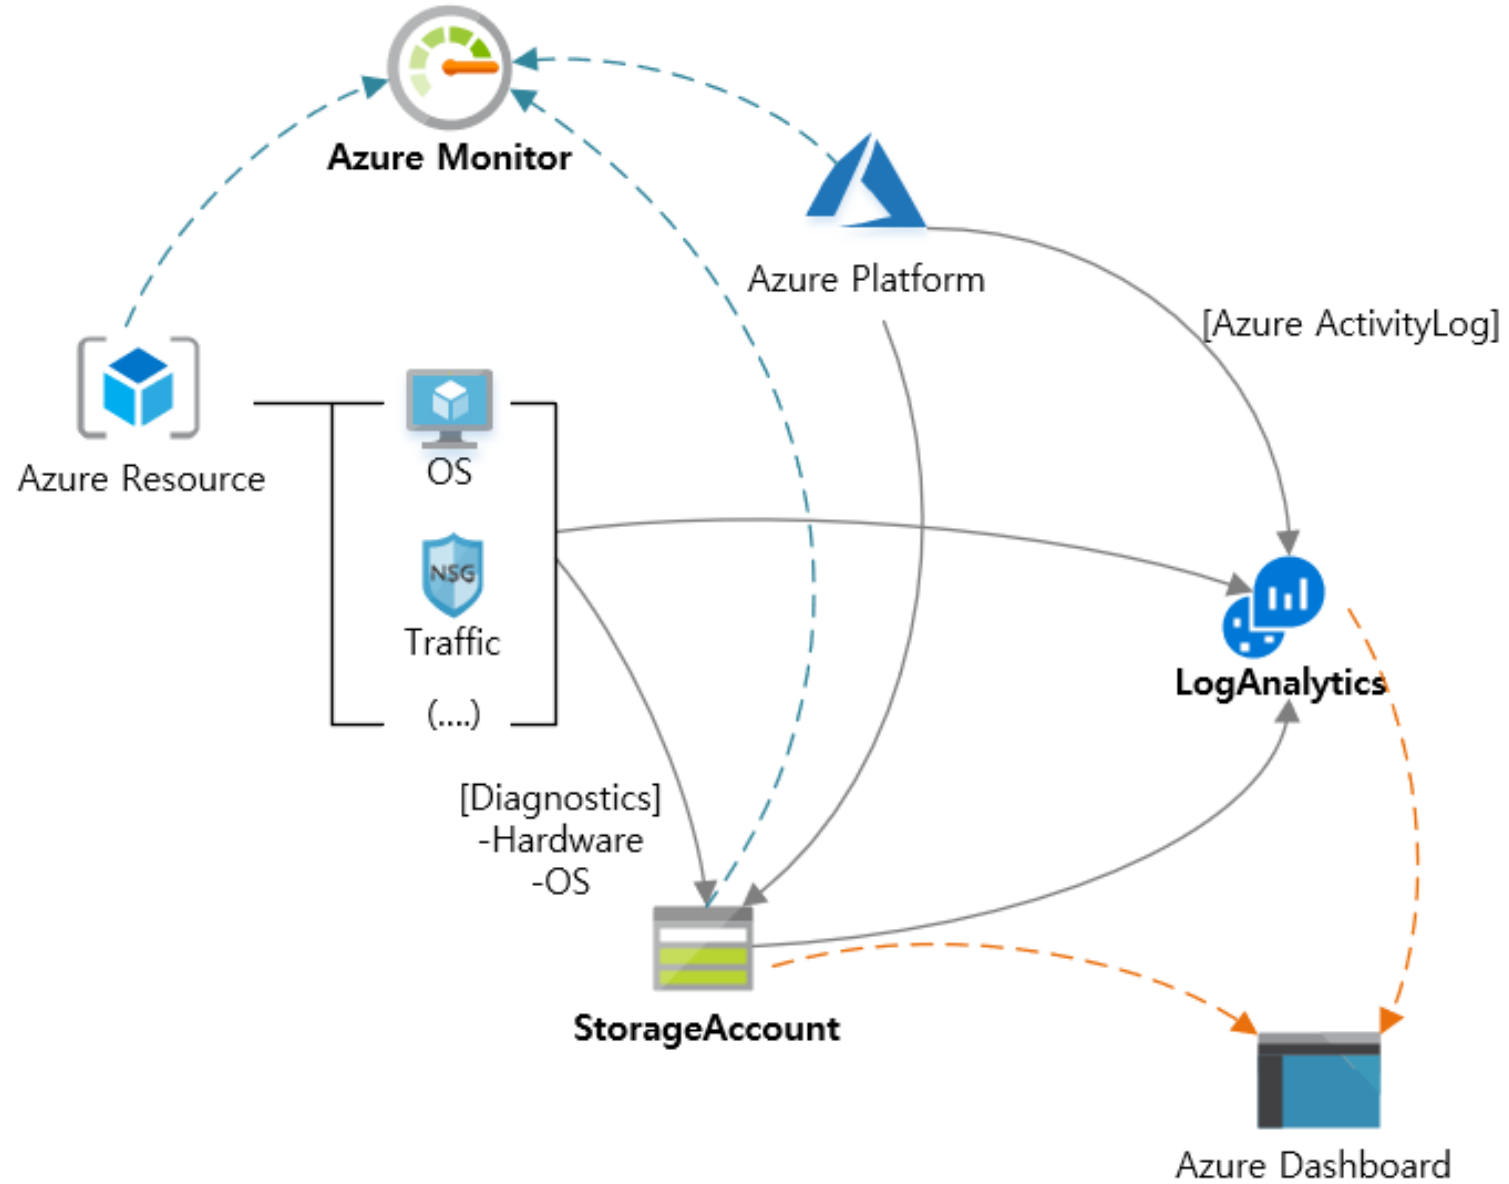 Azure Monitor
Azure Platform
[Azure ActivityLog]
Azure Resource
OS
NSG
Traffic
(....)
LogAnalytics
[Diagnostics]
-Hardware
-OS
StorageAccount
Azure Dashboard